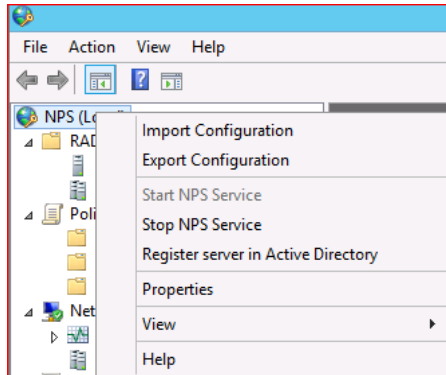 File Action View Help
NPS (L
Import Configuration
RAD
Export Configuration
Start NPS Service
Stop NPS Service
Poli
Register server in Active Directory
Properties
Net
View
Help